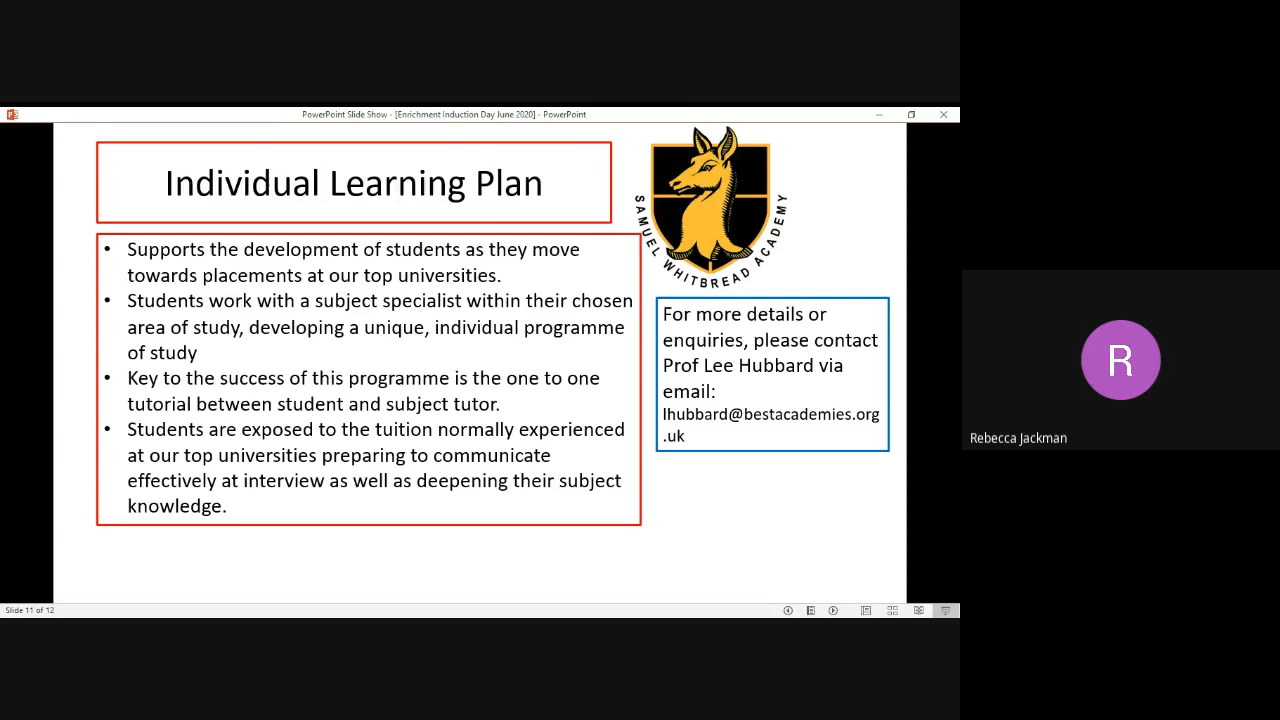 PowerPoint Slide Show - [Enrichment Induction Day June 2020] - PowerPoint
Individual Learning Plan
SAMUEL WHITBREAD ACADEMY
• Supports the development of students as they move
towards placements at our top universities.
• Students work with a subject specialist within their chosen
area of study, developing a unique, individual programme
of study
• Key to the success of this programme is the one to one
tutorial between student and subject tutor.
• Students are exposed to the tuition normally experienced
at our top universities preparing to communicate
effectively at interview as well as deepening their subject
knowledge.
For more details or
enquiries, please contact
Prof Lee Hubbard via
email:
lhubbard@bestacademies.org
.uk
R
Rebecca Jackman
Slide 11 of 12